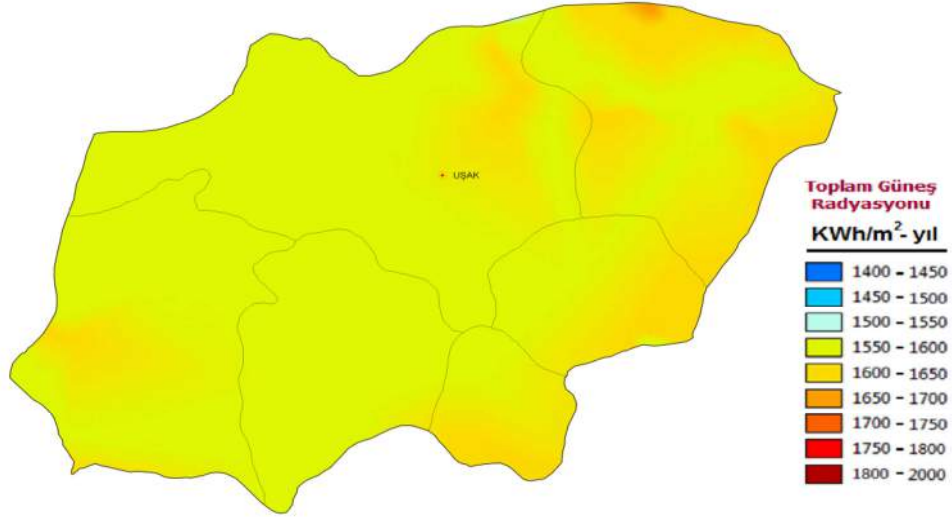 UŞAK
Toplam Güneş
Radyasyonu
KWh/m²- yıl
1400 - 1450
1450 - 1500
1500 - 1550
1550 - 1600
1600 - 1650
1650 - 1700
1700 - 1750
1750 - 1800
1800 - 2000